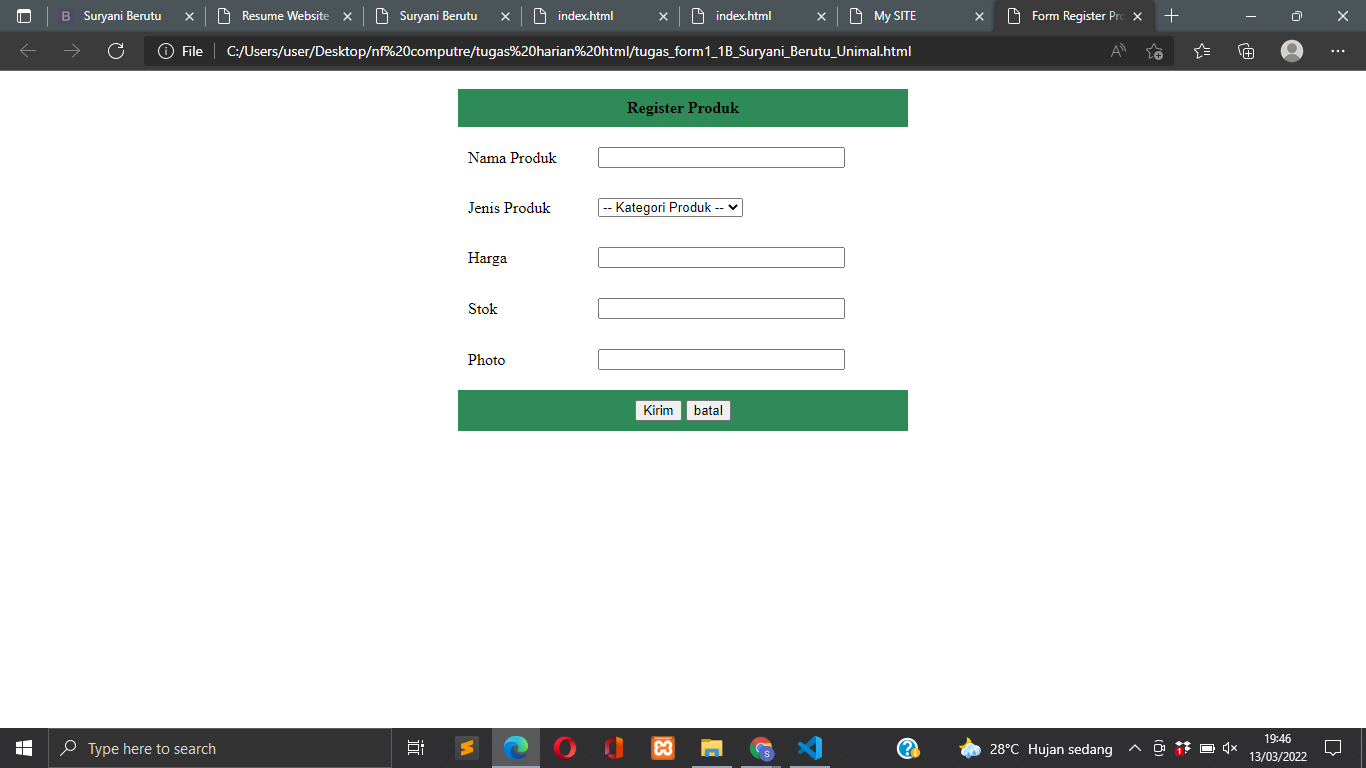 Suryani Berutu
Resume Website
Suryani Berutu
index.html
index.html
My SITE
Form Register Pro
File
C:/Users/user/Desktop/nf%20computre/tugas%20harian%20html/tugas_form1_1B_Suryani_Berutu_Unimal.html
Register Produk
Nama Produk
Jenis Produk
-- Kategori Produk --
Harga
Stok
Photo
Kirim
batal
Type here to search
28°C Hujan sedang
19:46
13/03/2022